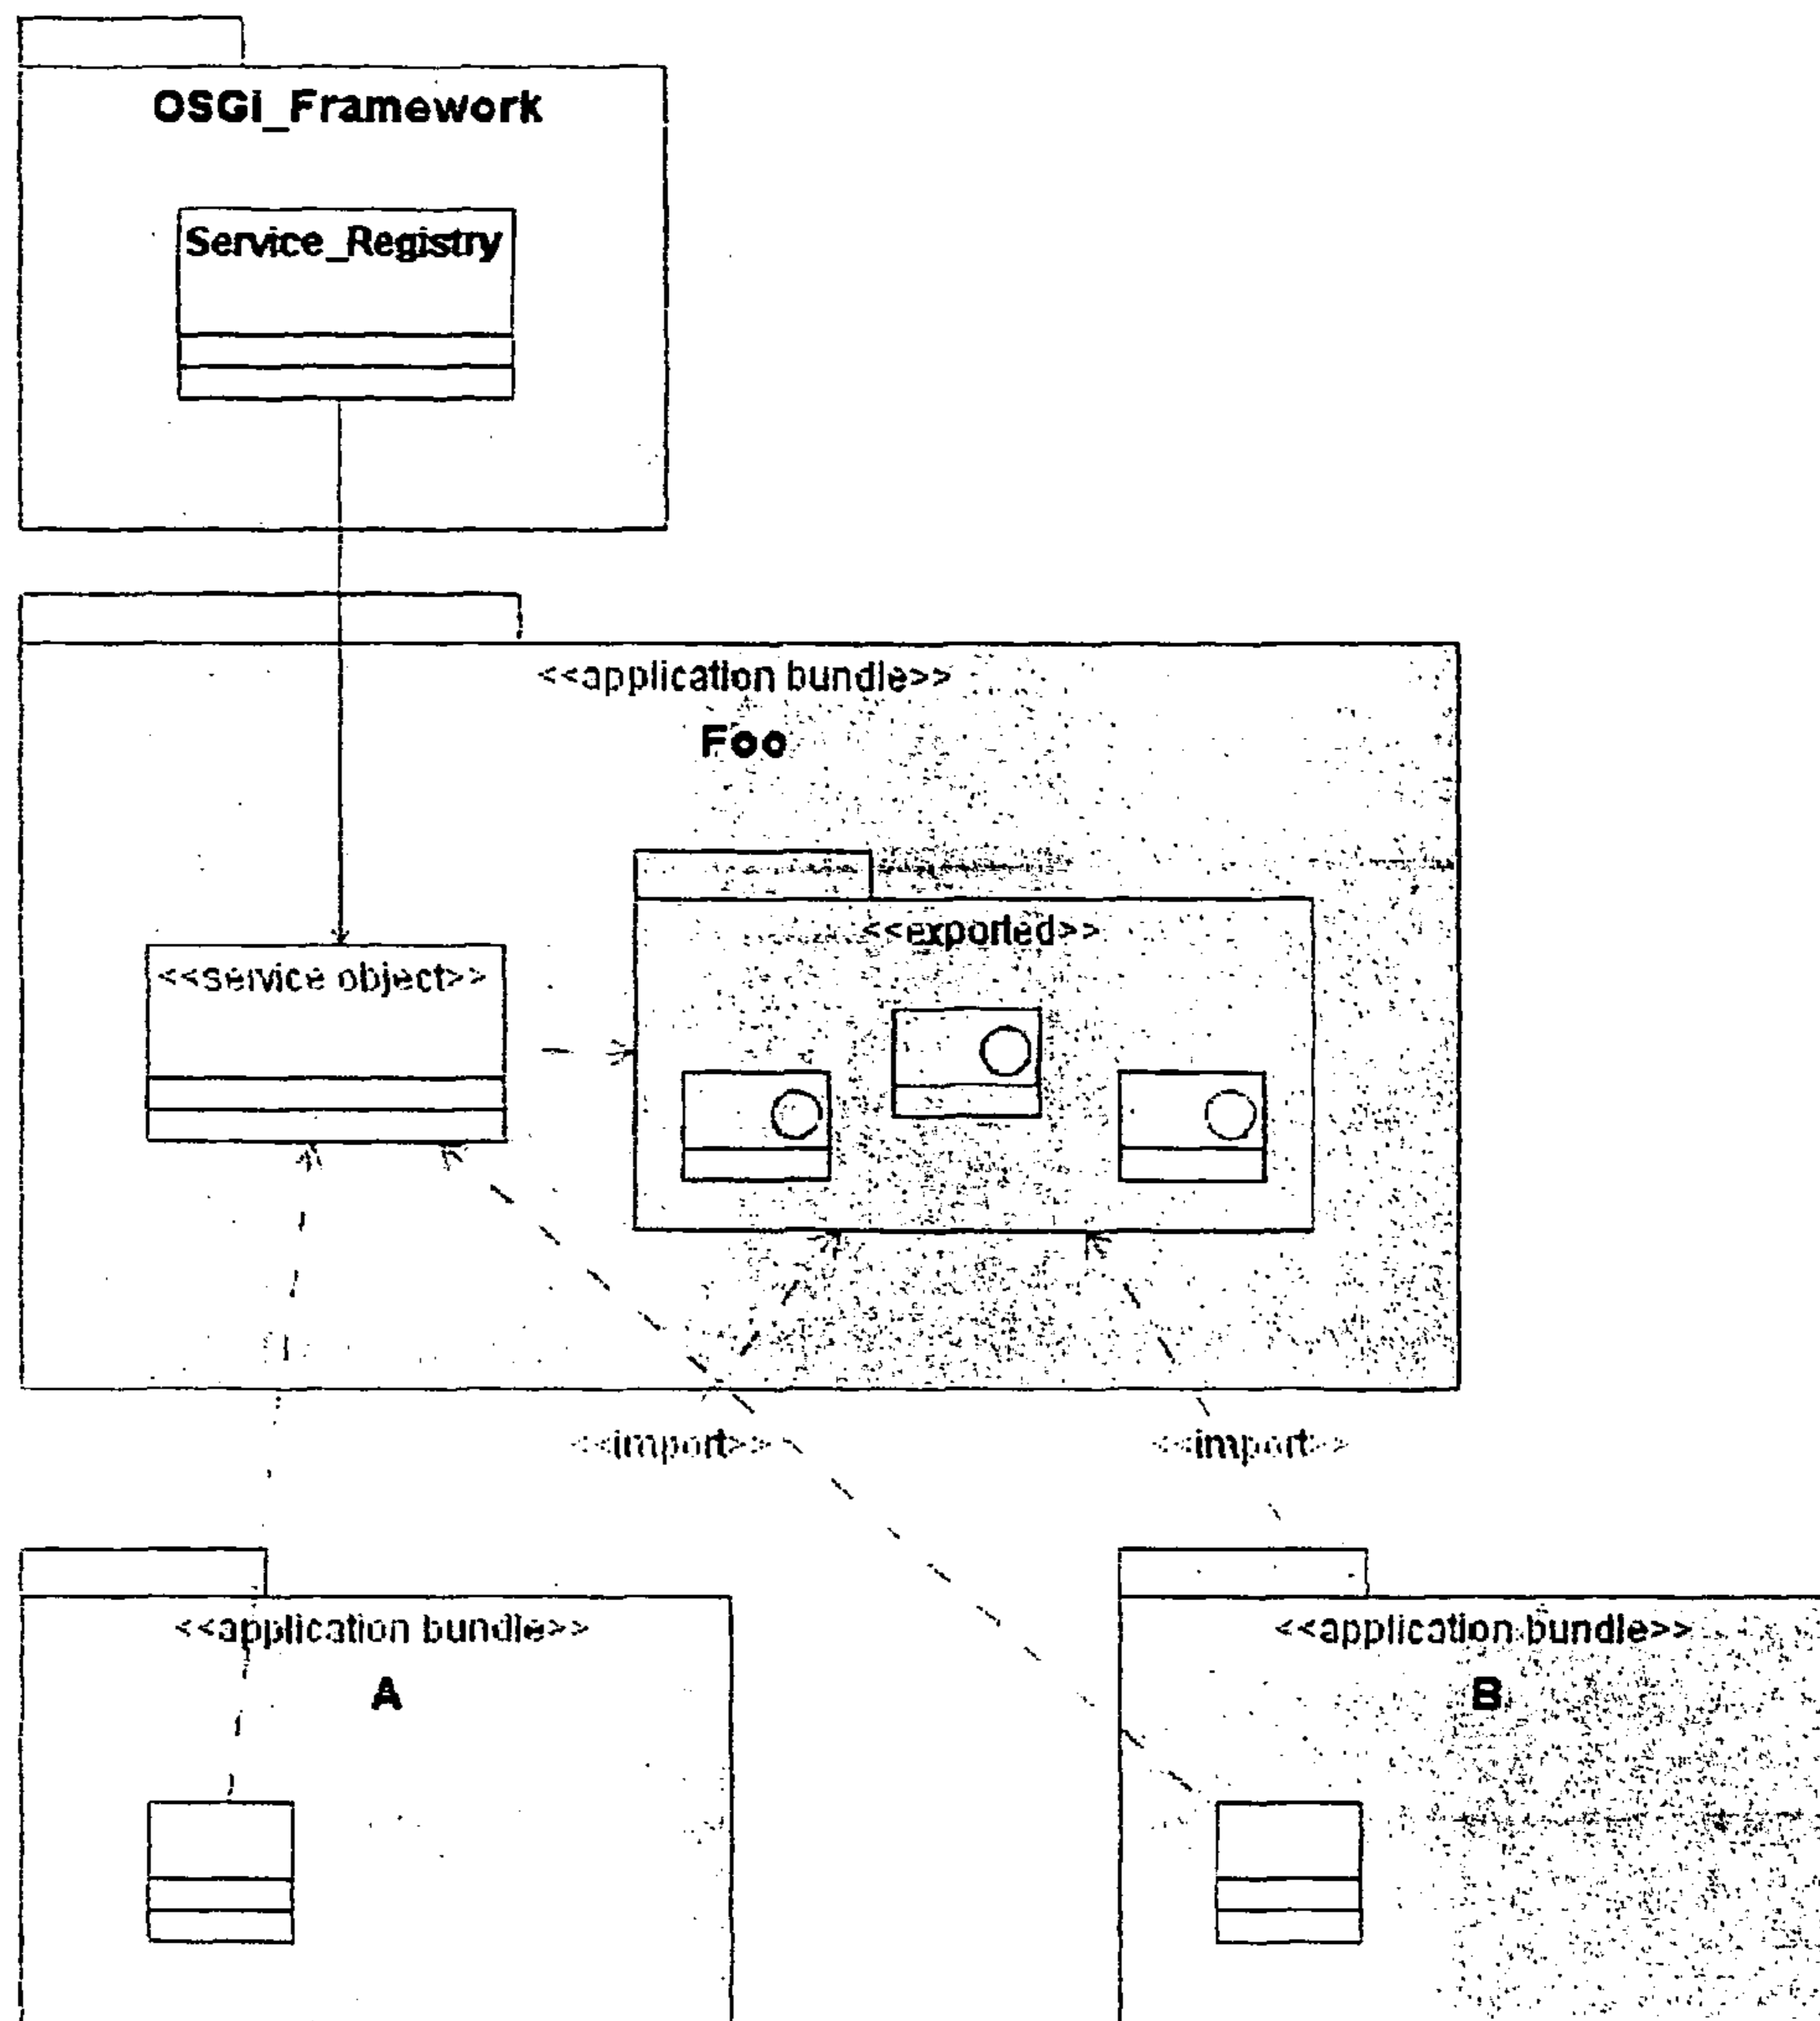 OSGi_Framework
Service_Registry
<<application bundle>>
Foo
<<exported>>
<<service object>>
<<import>>
<<import>>
<<application bundle>>
A
<<application bundle>>
B